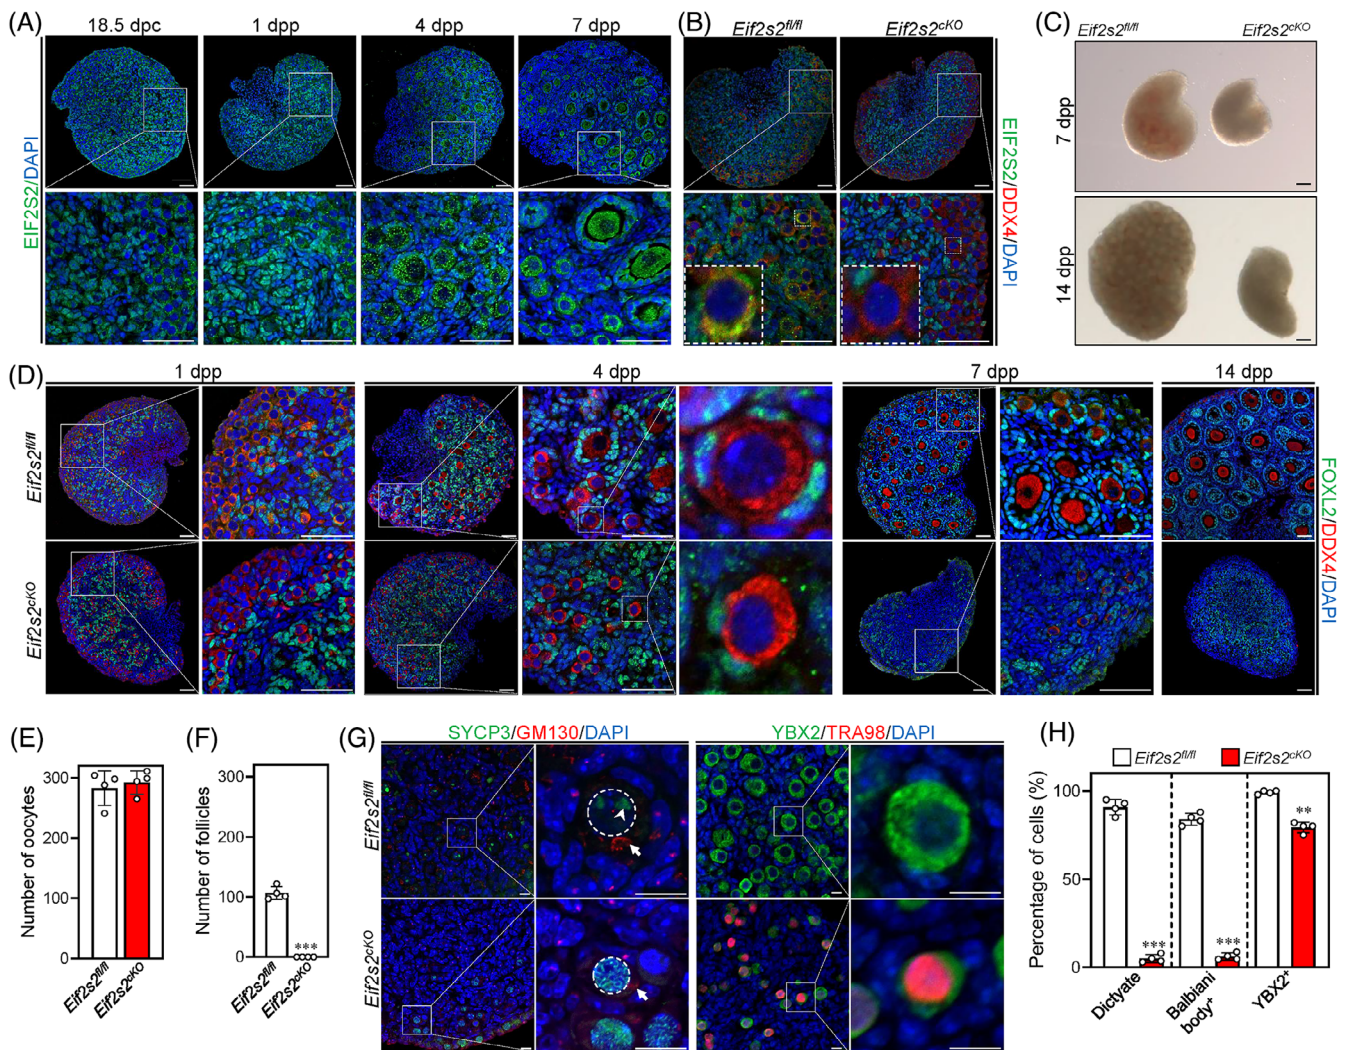 (A)
18.5 dpc
1 dpp
4 dpp
7 dpp
EIF2S2/DAPI
(B)
Eif2s2fl/fl
Eif2s2cKO
EIF2S2/DDX4/DAPI
(C)
Eif2s2fl/fl
Eif2s2cKO
7 dpp
14 dpp
(D)
1 dpp
4 dpp
7 dpp
14 dpp
Eif2s2fl/fl
Eif2s2cKO
FOXL2/DDX4/DAPI
(E)
Number of oocytes
300
200
100
0
Eif2s2fl/fl
Eif2s2cKO
(F)
Number of follicles
300
200
100
0
***
Eif2s2fl/fl
Eif2s2cKO
(G)
SYCP3/GM130/DAPI
YBX2/TRA98/DAPI
Eif2s2fl/fl
Eif2s2cKO
(H)
Eif2s2fl/fl
Eif2s2cKO
Percentage of cells (%)
100
50
0
***
***
**
Dictyate
Balbiani
body+
YBX2+